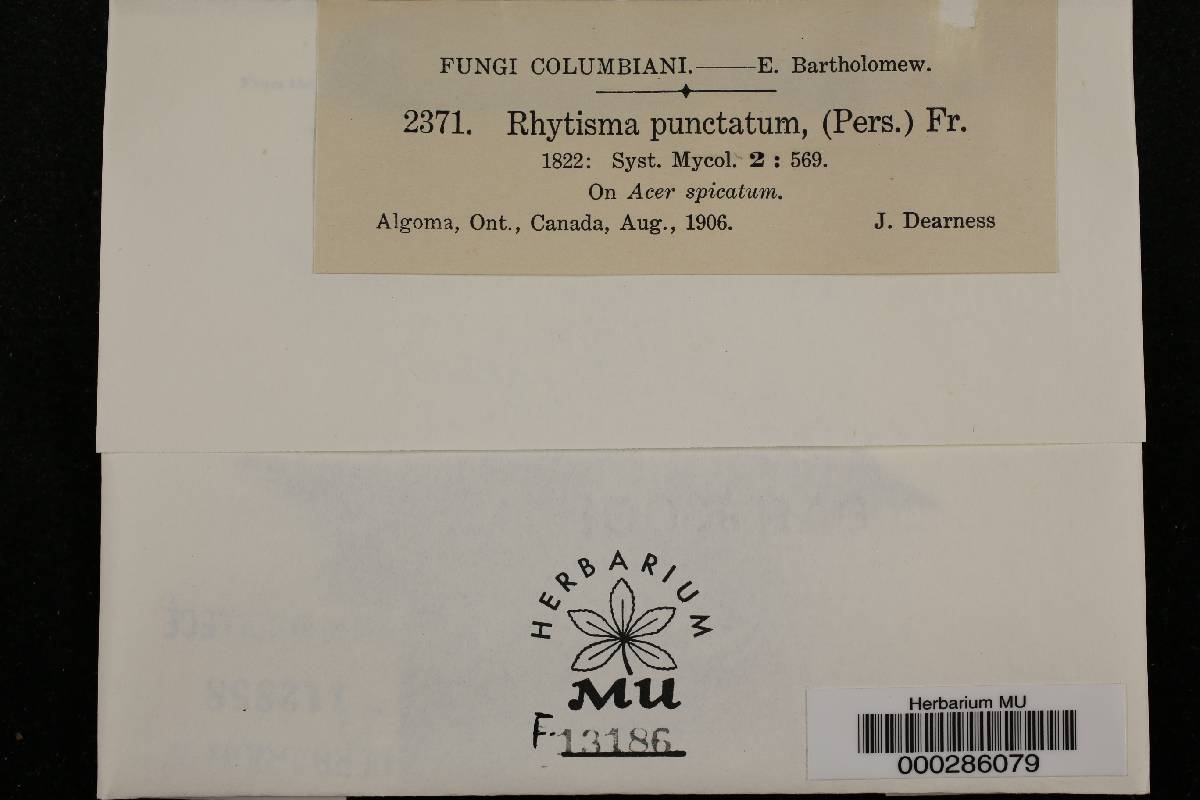 FUNGI COLUMBIANI.——E. Bartholomew.
2371. Rhytisma punctatum, (Pers.) Fr.
1822: Syst. Mycol. 2 : 569.
On Acer spicatum.
Algoma, Ont., Canada, Aug., 1906. J. Dearness
HERBARIUM
MU
F-13186
Herbarium MU
000286079